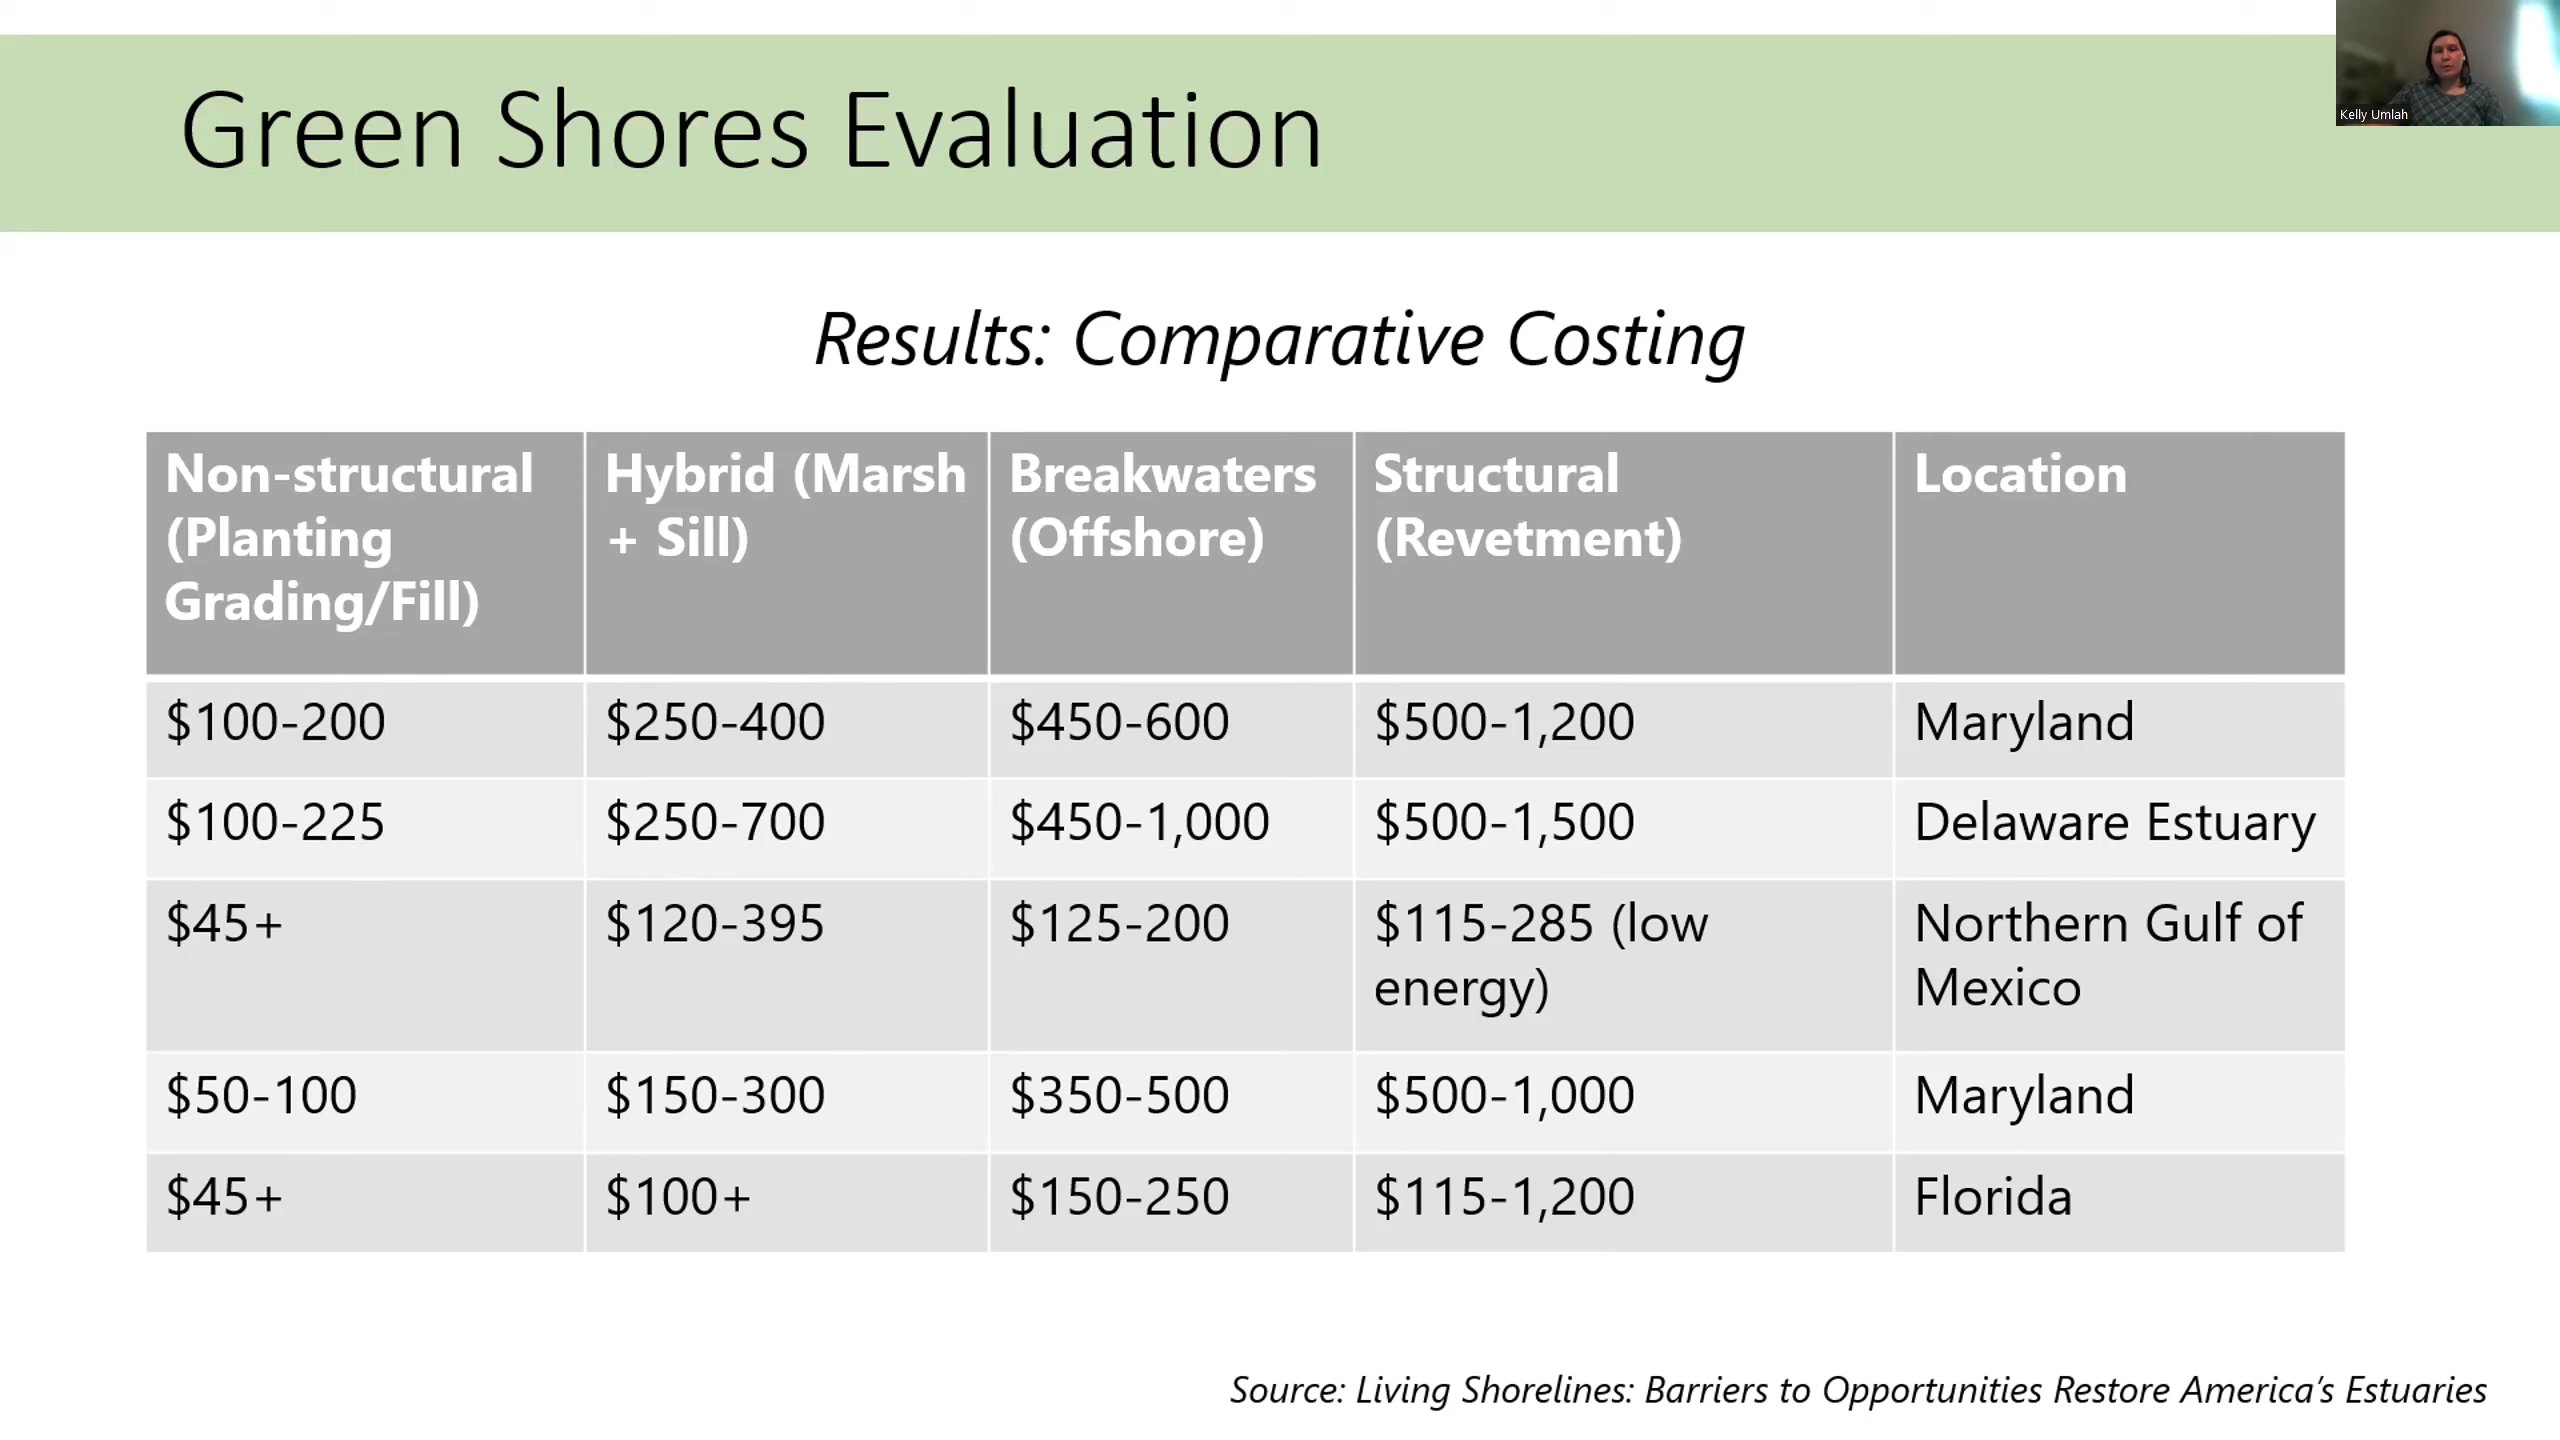 Green Shores Evaluation
Kelly Umlah
Results: Comparative Costing
Non-structural (Planting Grading/Fill) Hybrid (Marsh + Sill) Breakwaters (Offshore) Structural (Revetment) Location
$100-200 $250-400 $450-600 $500-1,200 Maryland
$100-225 $250-700 $450-1,000 $500-1,500 Delaware Estuary
$45+ $120-395 $125-200 $115-285 (low energy) Northern Gulf of Mexico
$50-100 $150-300 $350-500 $500-1,000 Maryland
$45+ $100+ $150-250 $115-1,200 Florida
Source: Living Shorelines: Barriers to Opportunities Restore America’s Estuaries